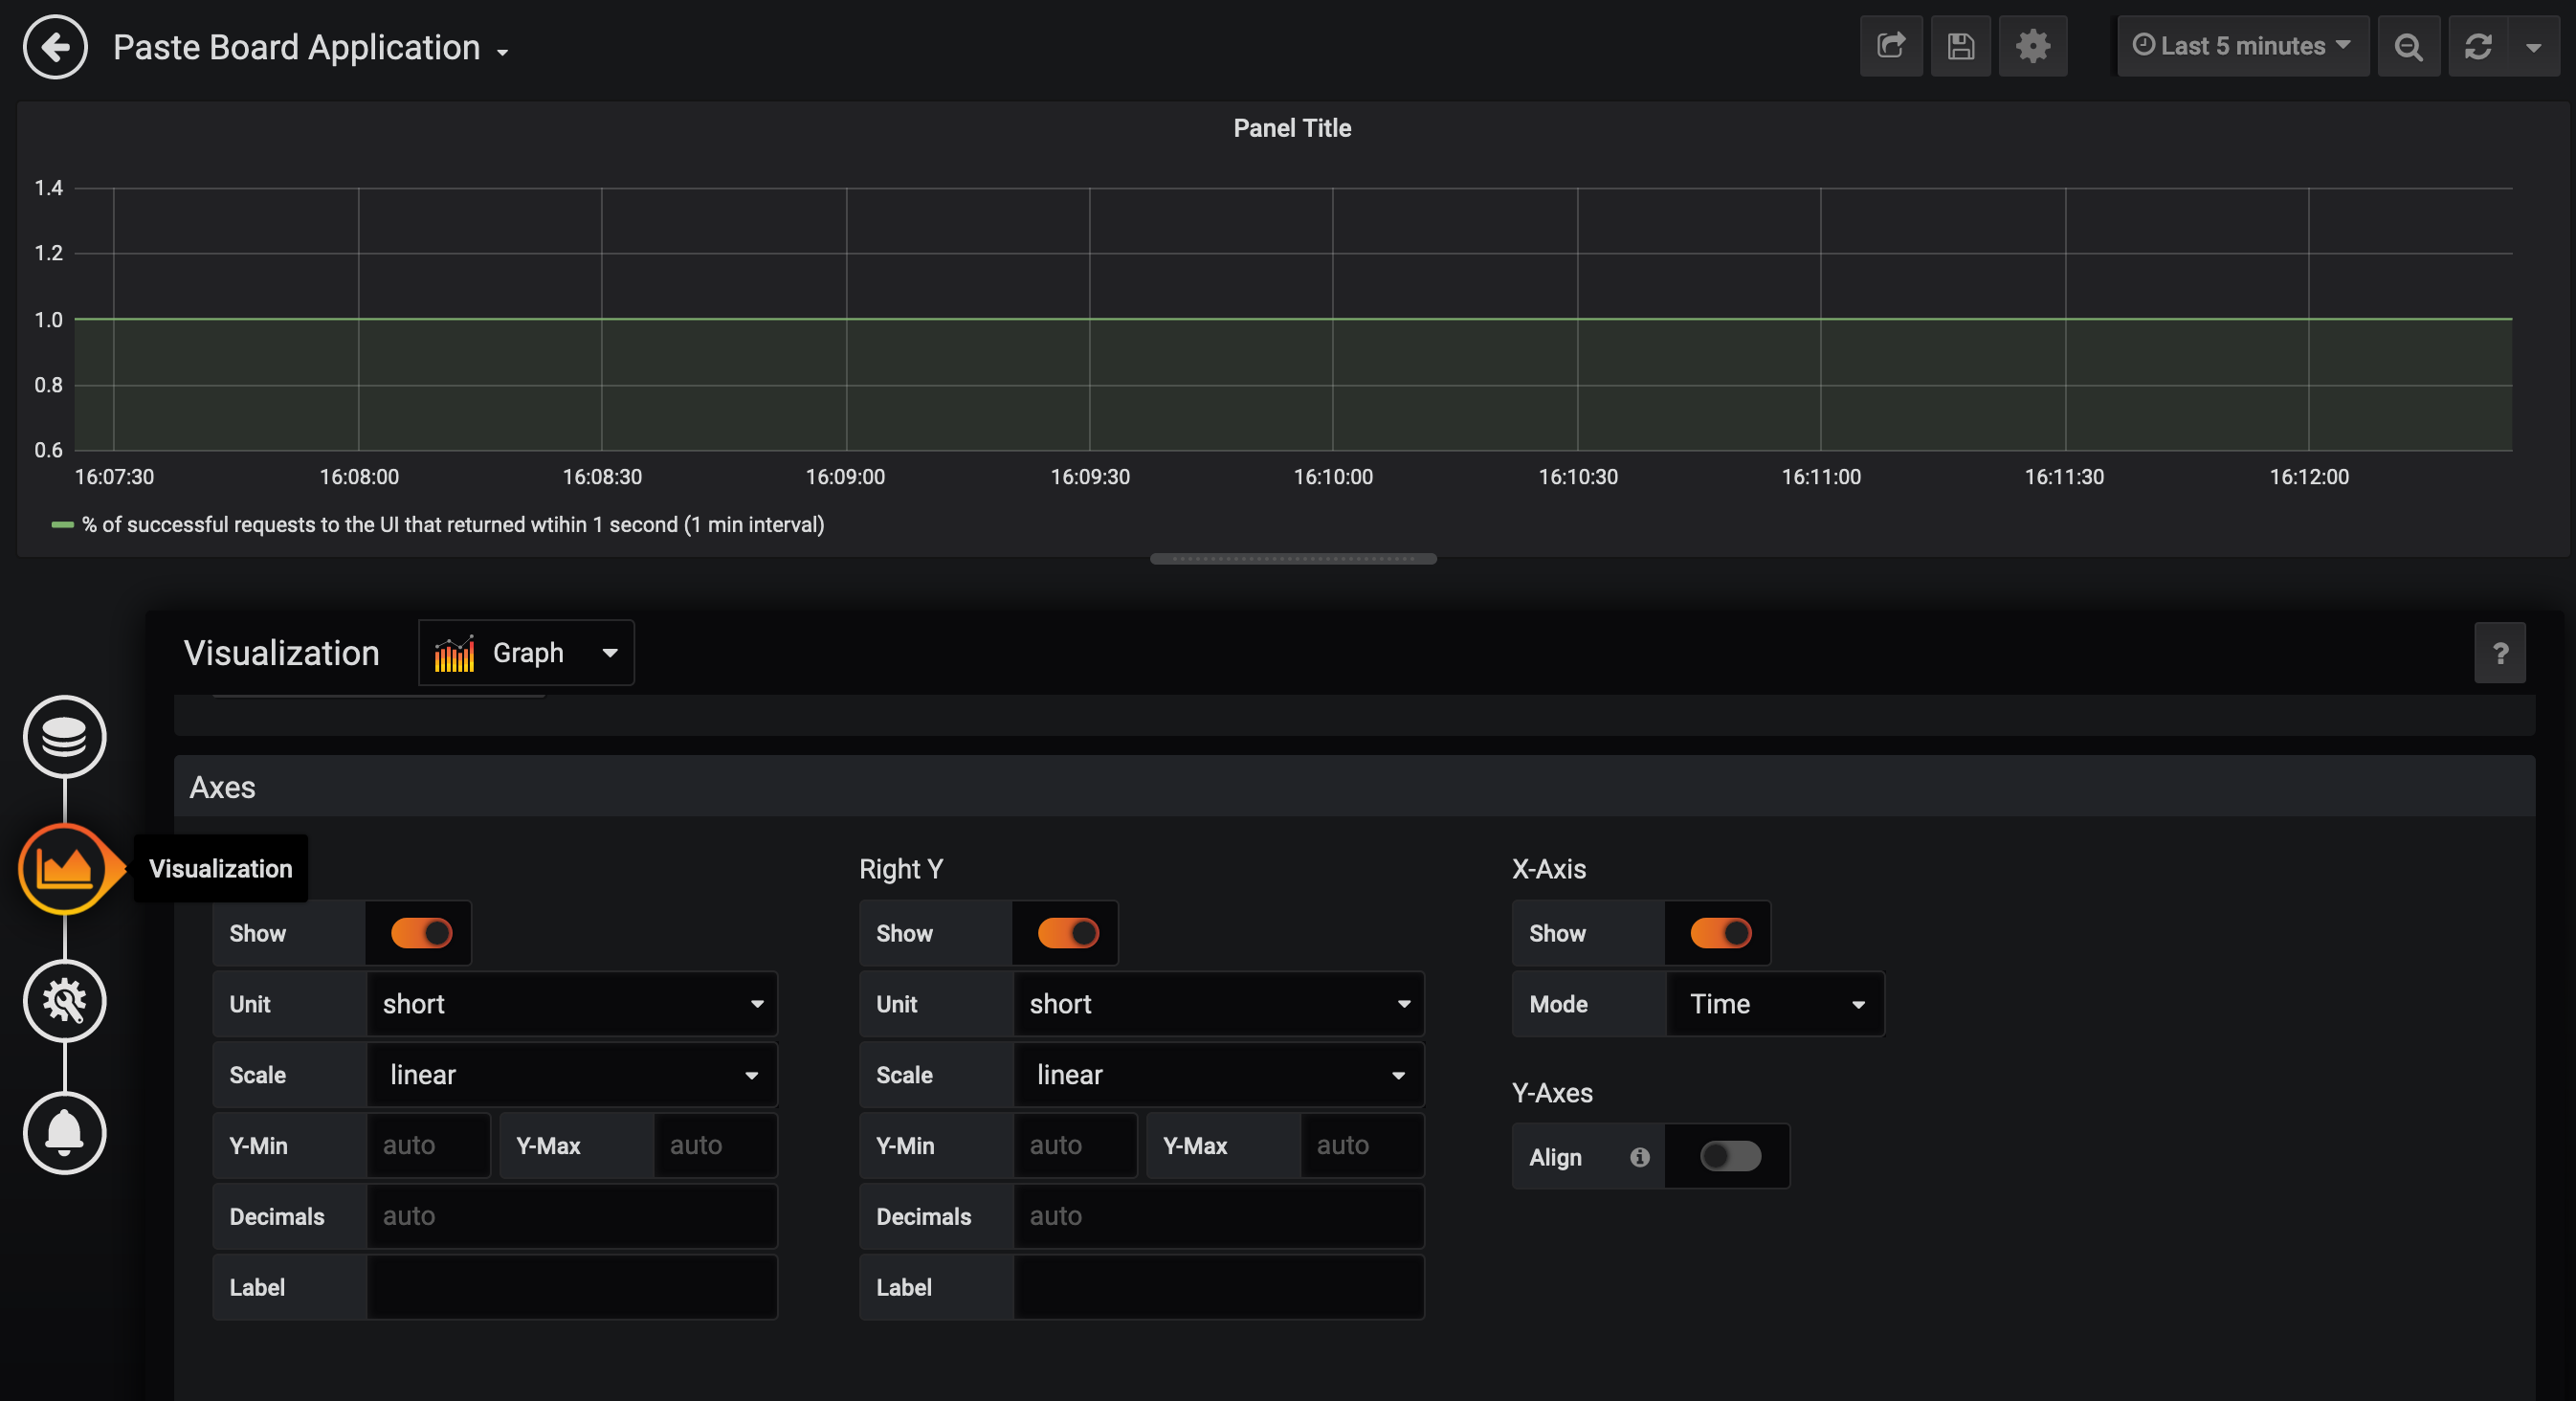 Paste Board Application
Last 5 minutes
Panel Title
1.4
1.2
1.0
0.8
0.6
16:07:30 16:08:00 16:08:30 16:09:00 16:09:30 16:10:00 16:10:30 16:11:00 16:11:30 16:12:00
% of successful requests to the UI that returned wtihin 1 second (1 min interval)
Visualization Graph ?
Axes
Visualization Right Y X-Axis
Show Show Show
Unit short Unit short Mode Time
Scale linear Scale linear Y-Axes
Y-Min auto Y-Max auto Y-Min auto Y-Max auto Align
Decimals auto Decimals auto
Label Label